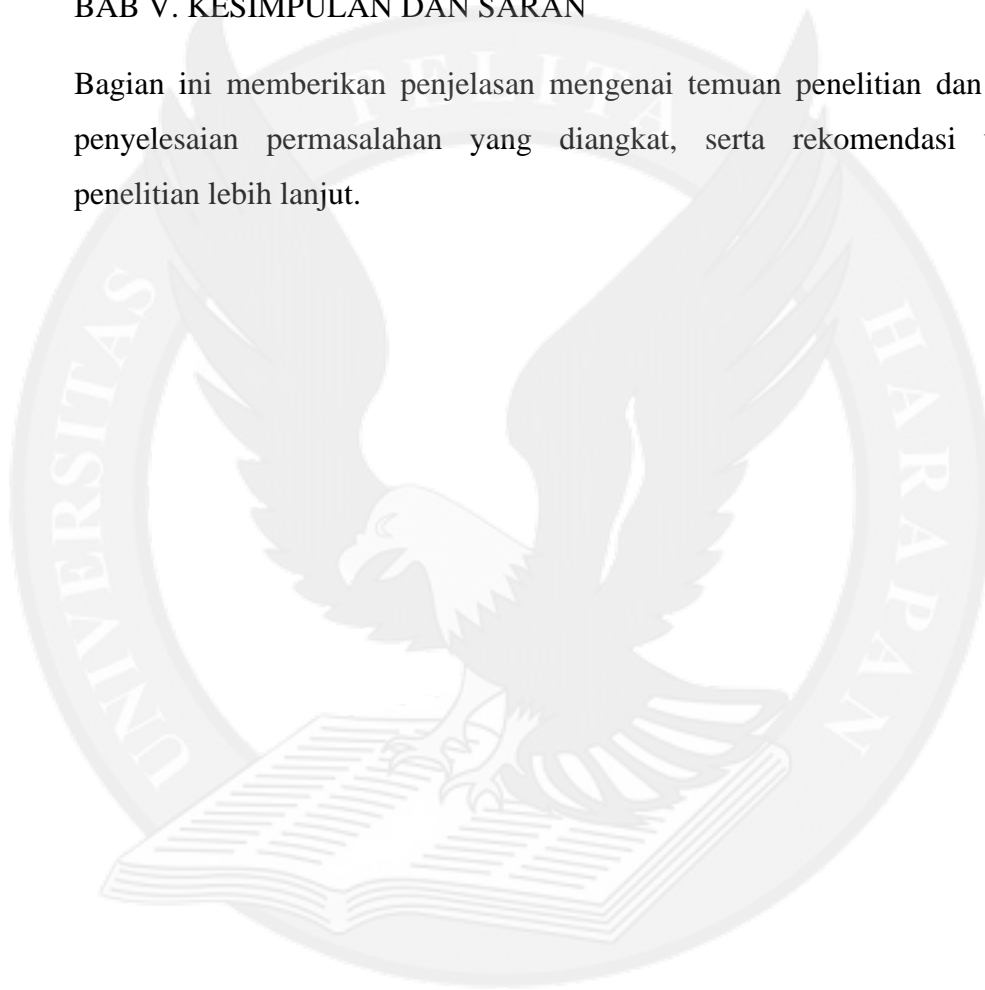 BAB V. KESIMPULAN DAN SARAN
Bagian ini memberikan penjelasan mengenai temuan penelitian dan
penyelesaian permasalahan yang diangkat, serta rekomendasi
penelitian lebih lanjut.
UNIVERSITAS PELITA HARAPAN